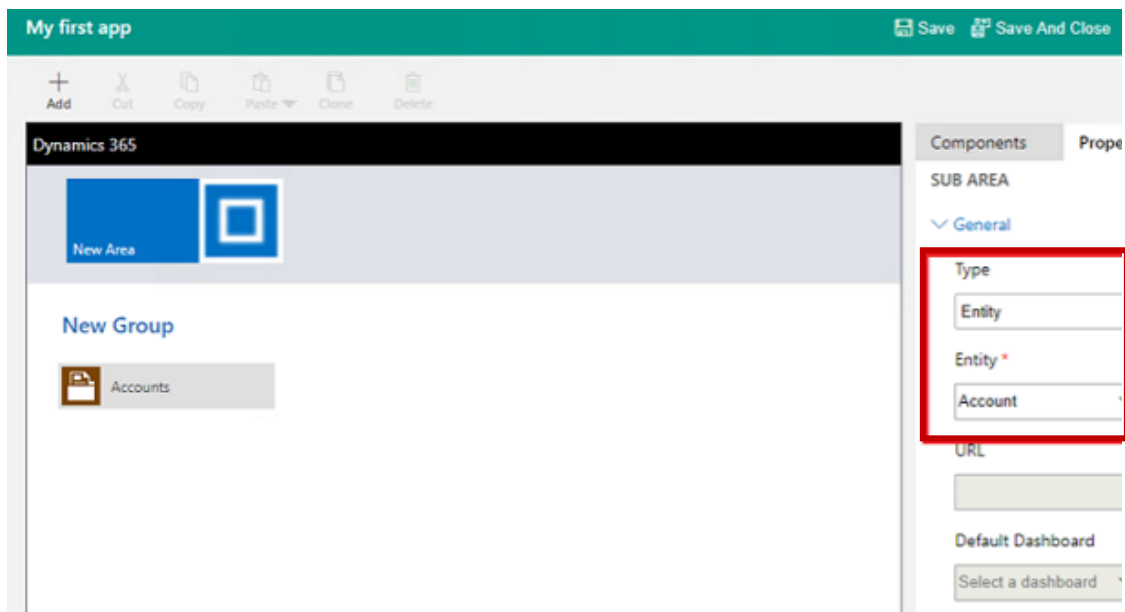 My first app
Save Save And Close
Add Cut Copy Paste Clone Delete
Dynamics 365
New Area
New Group
Accounts
Components Prope
SUB AREA
General
Type
Entity
Entity *
Account
URL
Default Dashboard
Select a dashboard